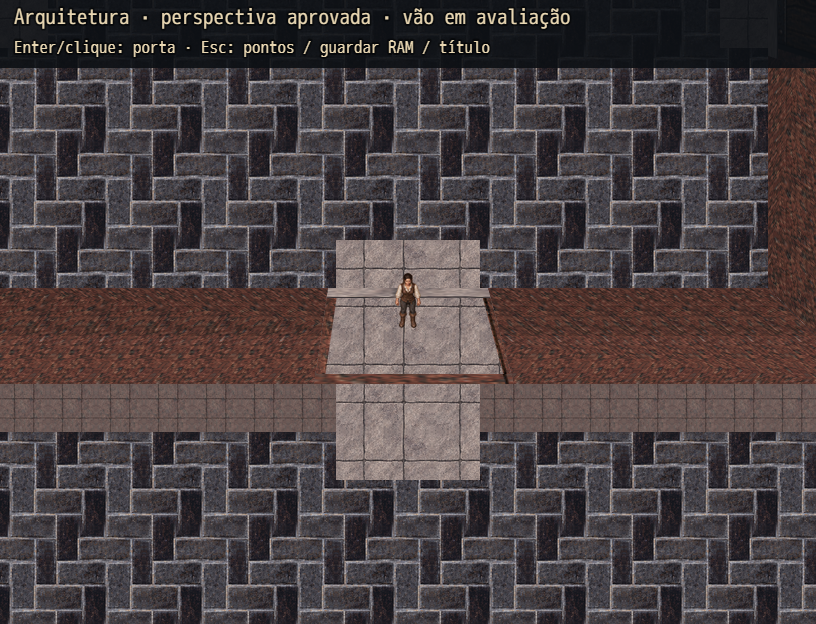 Arquitetura · perspectiva aprovada · vão em avaliação
Enter/clique: porta · Esc: pontos / guardar RAM / título